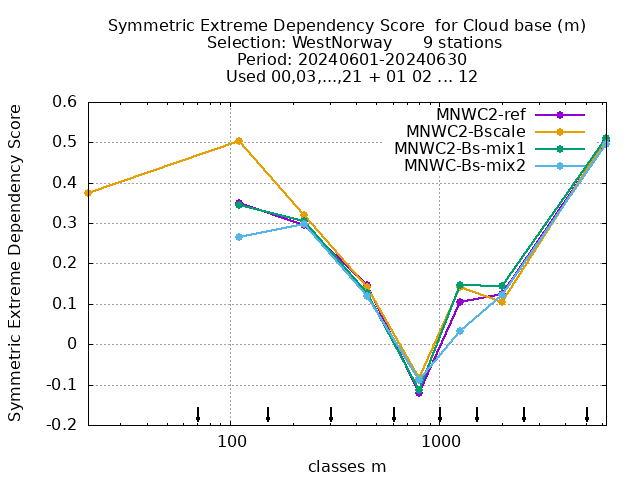 Symmetric Extreme Dependency Score  for Cloud base (m)
Selection: WestNorway      9 stations
Period: 20240601-20240630
Used 00,03,...,21 + 01 02 ... 12
Symmetric Extreme Dependency Score
0.6
0.5
0.4
0.3
0.2
0.1
0
-0.1
-0.2
MNWC2-ref
MNWC2-Bscale
MNWC2-Bs-mix1
MNWC-Bs-mix2
100
1000
classes m